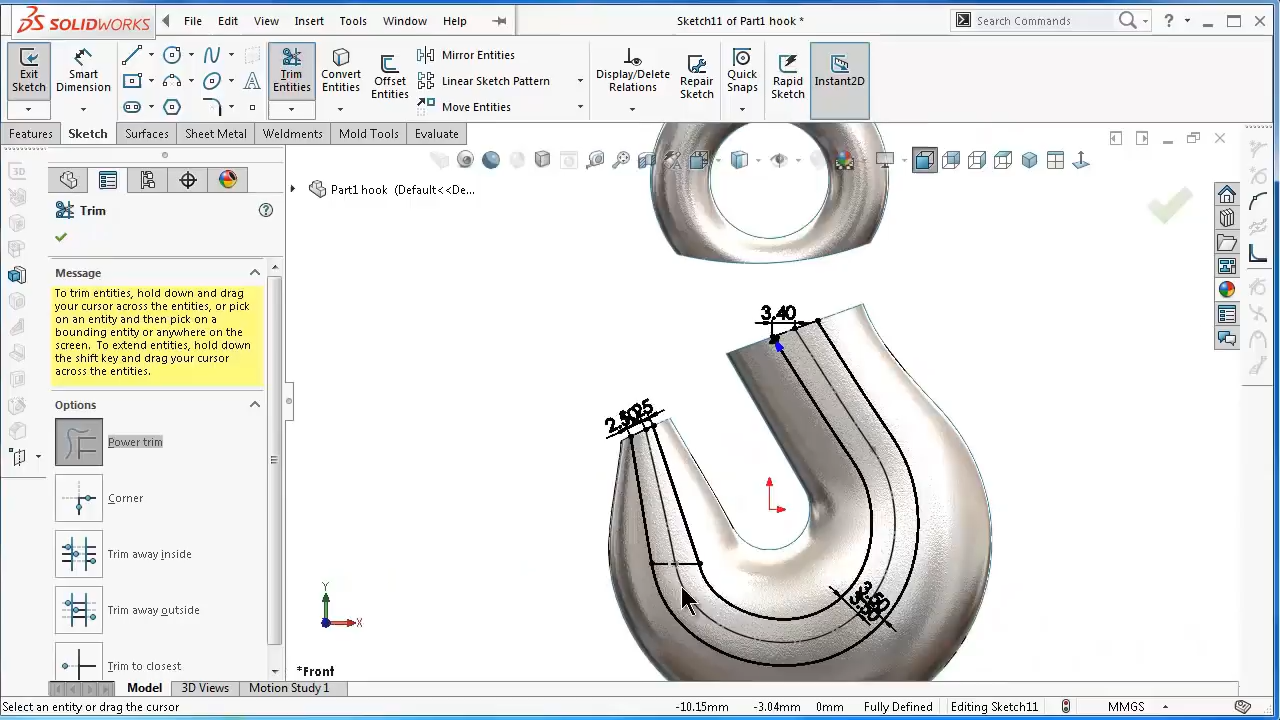 SOLIDWORKS
File Edit View Insert Tools Window Help
Sketch11 of Part1 hook *
Search Commands
?
Exit Sketch
Smart Dimension
Trim Entities
Convert Entities
Offset Entities
Mirror Entities
Linear Sketch Pattern
Move Entities
Display/Delete Relations
Repair Sketch
Quick Snaps
Rapid Sketch
Instant2D
Features Sketch Surfaces Sheet Metal Weldments Mold Tools Evaluate
3D
Part1 hook (Default<<De...
Trim
?
Message
To trim entities, hold down and drag
your cursor across the entities, or pick
on an entity and then pick on a
bounding entity or anywhere on the
screen. To extend entities, hold down
the shift key and drag your cursor
across the entities.
Options
Power trim
Corner
Trim away inside
Trim away outside
Trim to closest
3.40
Y
X
*Front
Model 3D Views Motion Study 1
Select an entity or drag the cursor
-10.15mm -3.04mm 0mm Fully Defined Editing Sketch11 MMGS